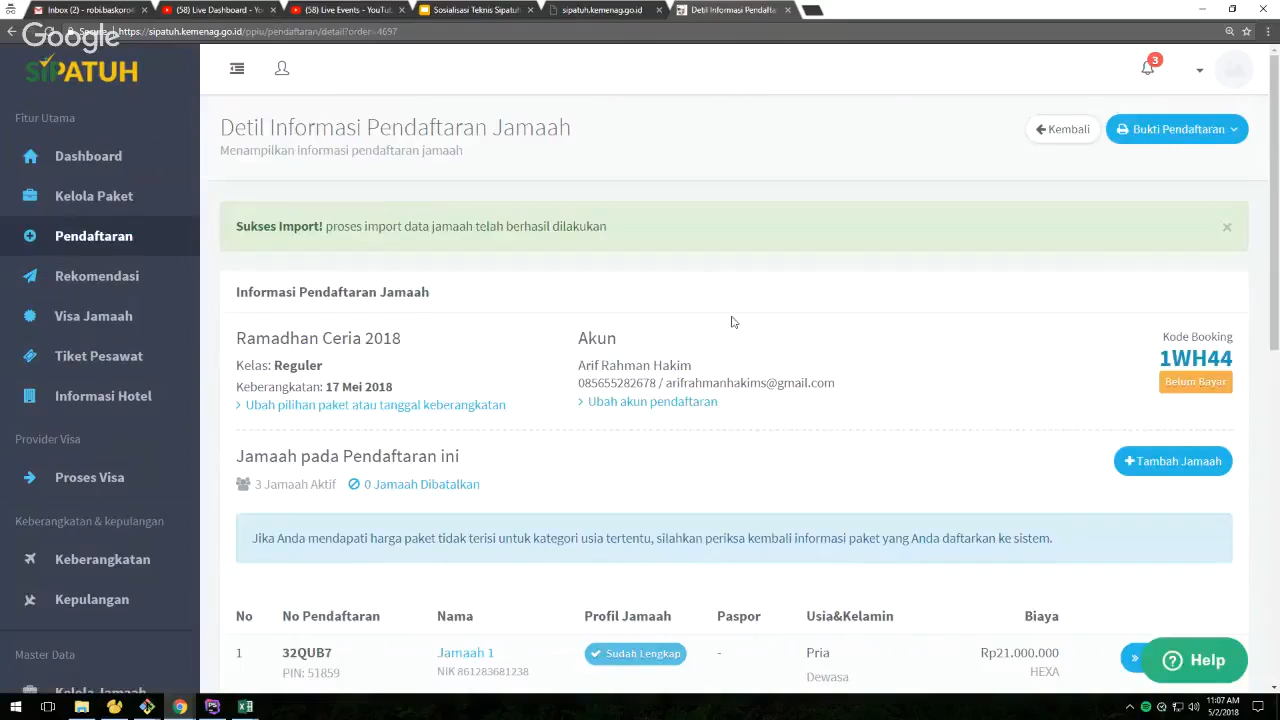 Inbox (2) - robi.baskoro
(58) Live Dashboard - Yo
(58) Live Events - YouTub
Sosialisasi Teknis Sipatuh
sipatuh.kemenag.go.id
Detil Informasi Pendafta
Google
https://sipatuh.kemenag.go.id/ppiu/pendaftaran/detail?order=4697
SIPATUH
3
Fitur Utama
Dashboard
Kelola Paket
Pendaftaran
Rekomendasi
Visa Jamaah
Tiket Pesawat
Informasi Hotel
Provider Visa
Proses Visa
Keberangkatan & kepulangan
Keberangkatan
Kepulangan
Master Data
Kelola Jamaah
Detil Informasi Pendaftaran Jamaah
Menampilkan informasi pendaftaran jamaah
Kembali
Bukti Pendaftaran
Sukses Import! proses import data jamaah telah berhasil dilakukan
×
Informasi Pendaftaran Jamaah
Ramadhan Ceria 2018
Kelas: Reguler
Keberangkatan: 17 Mei 2018
Ubah pilihan paket atau tanggal keberangkatan
Akun
Arif Rahman Hakim
085655282678 / arifrahmanhakims@gmail.com
Ubah akun pendaftaran
Kode Booking
1WH44
Belum Bayar
Jamaah pada Pendaftaran ini
3 Jamaah Aktif 0 Jamaah Dibatalkan
Tambah Jamaah
Jika Anda mendapati harga paket tidak terisi untuk kategori usia tertentu, silahkan periksa kembali informasi paket yang Anda daftarkan ke sistem.
No No Pendaftaran Nama Profil Jamaah Paspor Usia&Kelamin Biaya
1 32QUB7 Jamaah 1 Sudah Lengkap - Pria Rp21.000.000
PIN: 51859 NIK 861283681238 Dewasa HEXA
Help
11:07 AM
5/2/2018